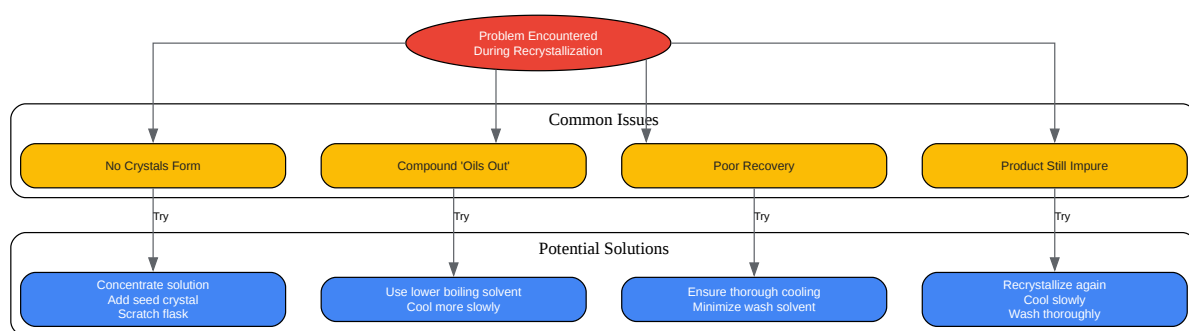 Problem Encountered
During Recrystallization
Common Issues
No Crystals Form
Compound 'Oils Out'
Poor Recovery
Product Still Impure
Try
Try
Try
Try
Potential Solutions
Concentrate solution
Add seed crystal
Scratch flask
Use lower boiling solvent
Cool more slowly
Ensure thorough cooling
Minimize wash solvent
Recrystallize again
Cool slowly
Wash thoroughly